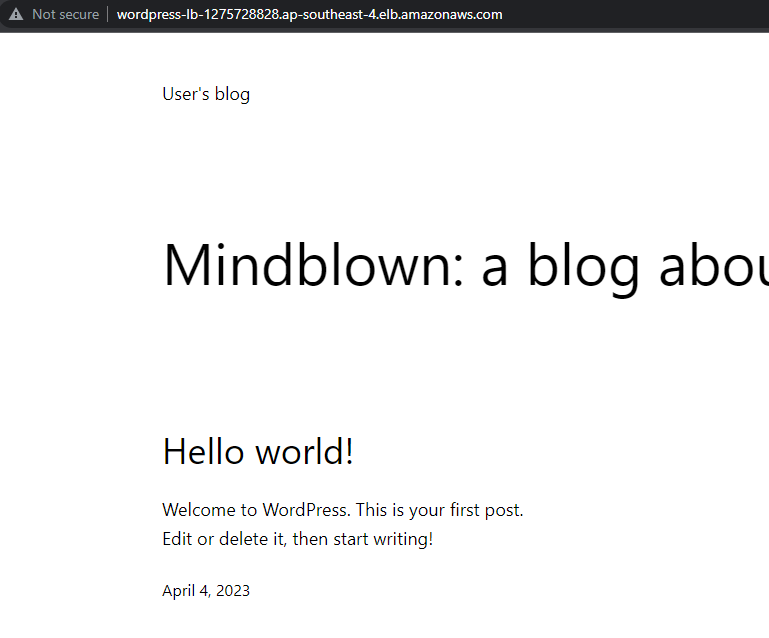 Not secure wordpress-lb-1275728828.ap-southeast-4.elb.amazonaws.com
User's blog
Mindblown: a blog abou
Hello world!
Welcome to WordPress. This is your first post.
Edit or delete it, then start writing!
April 4, 2023